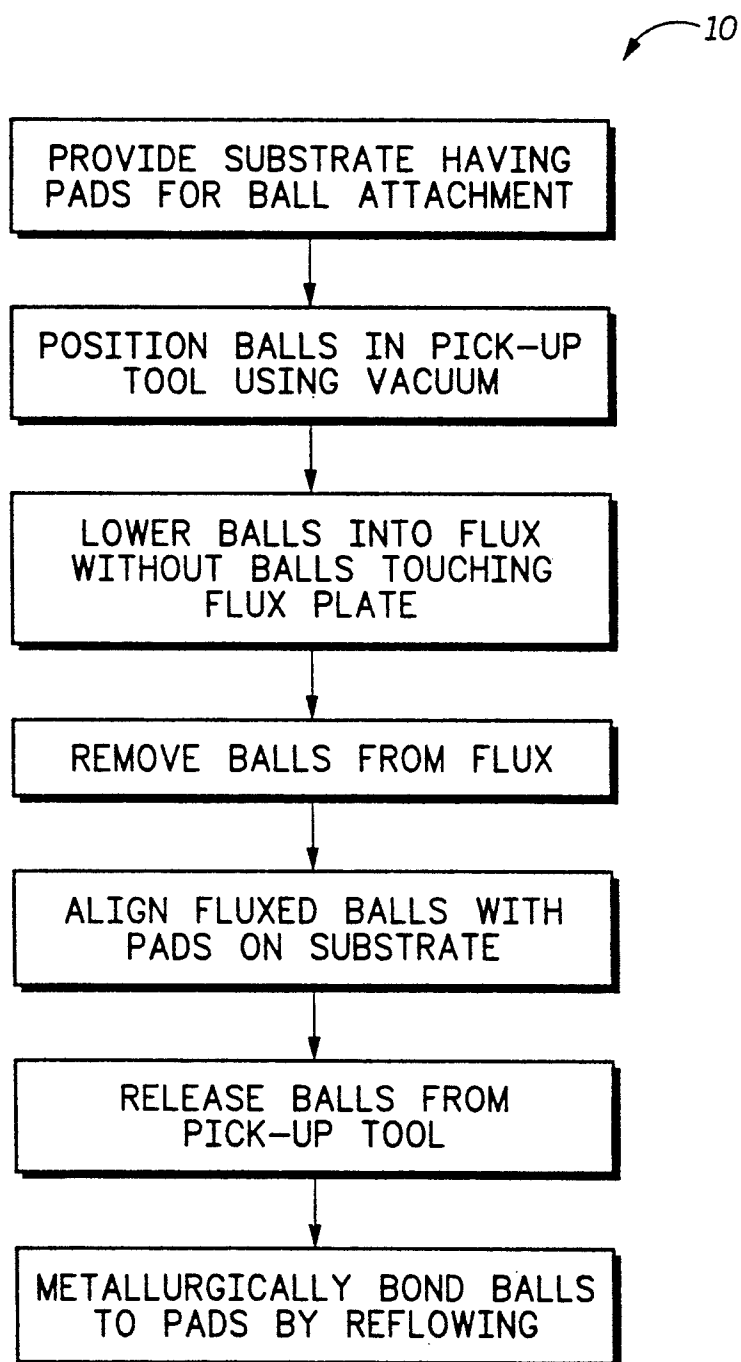 10
PROVIDE SUBSTRATE HAVING
PADS FOR BALL ATTACHMENT
POSITION BALLS IN PICK-UP
TOOL USING VACUUM
LOWER BALLS INTO FLUX
WITHOUT BALLS TOUCHING
FLUX PLATE
REMOVE BALLS FROM FLUX
ALIGN FLUXED BALLS WITH
PADS ON SUBSTRATE
RELEASE BALLS FROM
PICK-UP TOOL
METALLURGICALLY BOND BALLS
TO PADS BY REFLOWING